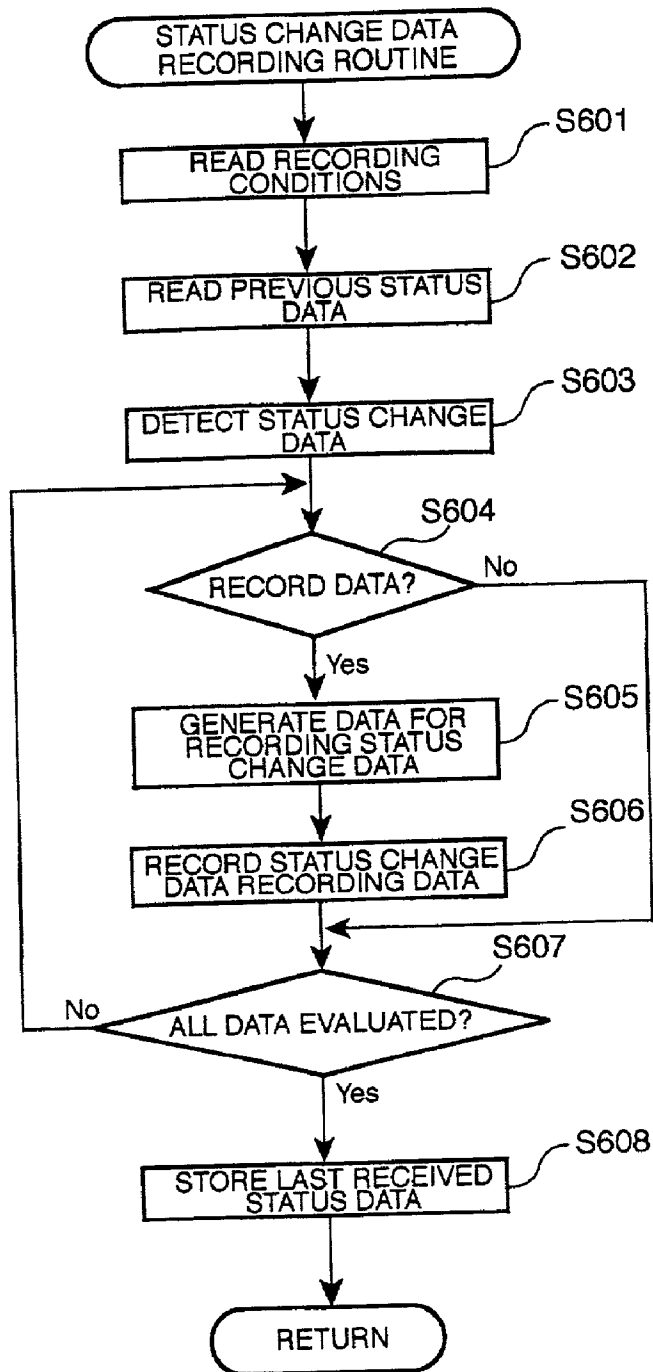 STATUS CHANGE DATA
RECORDING ROUTINE
S601
READ RECORDING
CONDITIONS
S602
READ PREVIOUS STATUS
DATA
S603
DETECT STATUS CHANGE
DATA
S604
RECORD DATA?
No
Yes
S605
GENERATE DATA FOR
RECORDING STATUS
CHANGE DATA
S606
RECORD STATUS CHANGE
DATA RECORDING DATA
S607
No
ALL DATA EVALUATED?
Yes
S608
STORE LAST RECEIVED
STATUS DATA
RETURN